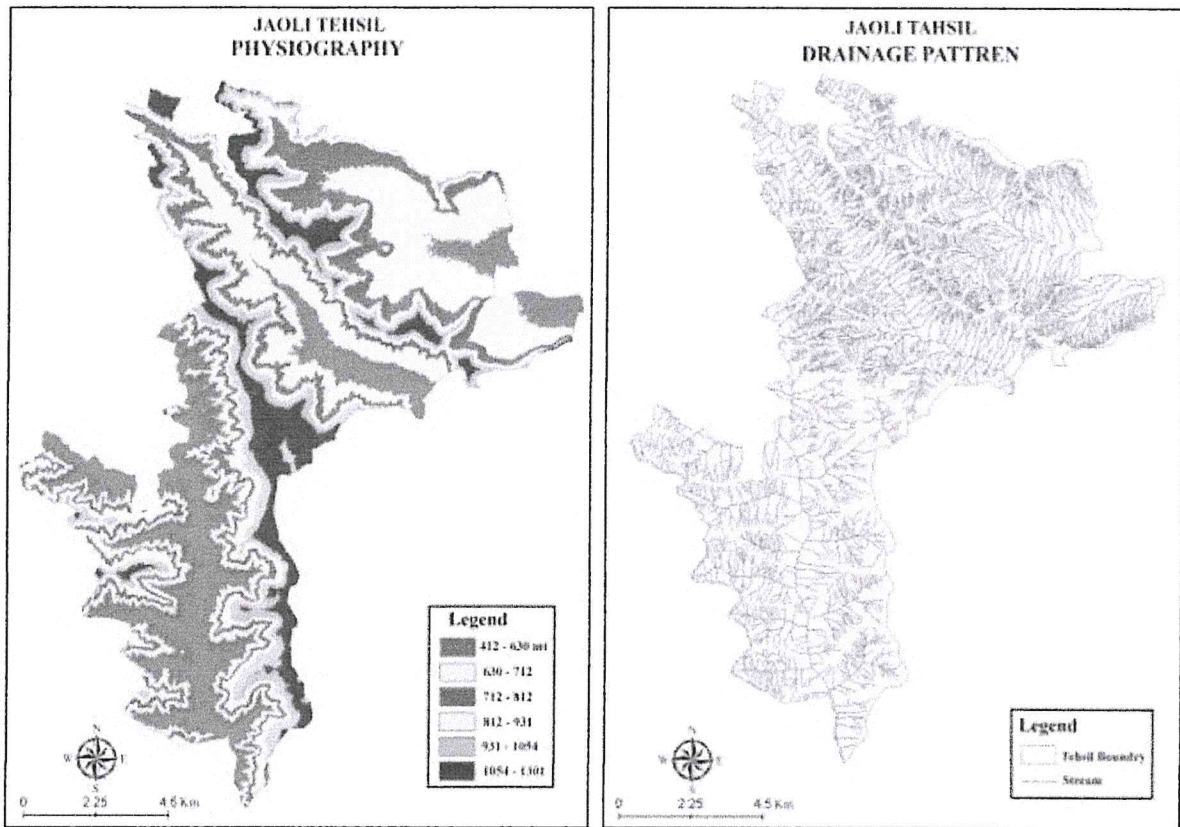 JAOLI TEHSIL
PHYSIOGRAPHY
Legend
412 - 630 mt
630 - 712
712 - 812
812 - 931
931 - 1054
1054 - 1301
N
W E
S
0 2.25 4.5 Km
JAOLI TAHSIL
DRAINAGE PATTREN
Legend
Tehsil Boundry
Stream
N
W E
S
0 2.25 4.5 Km